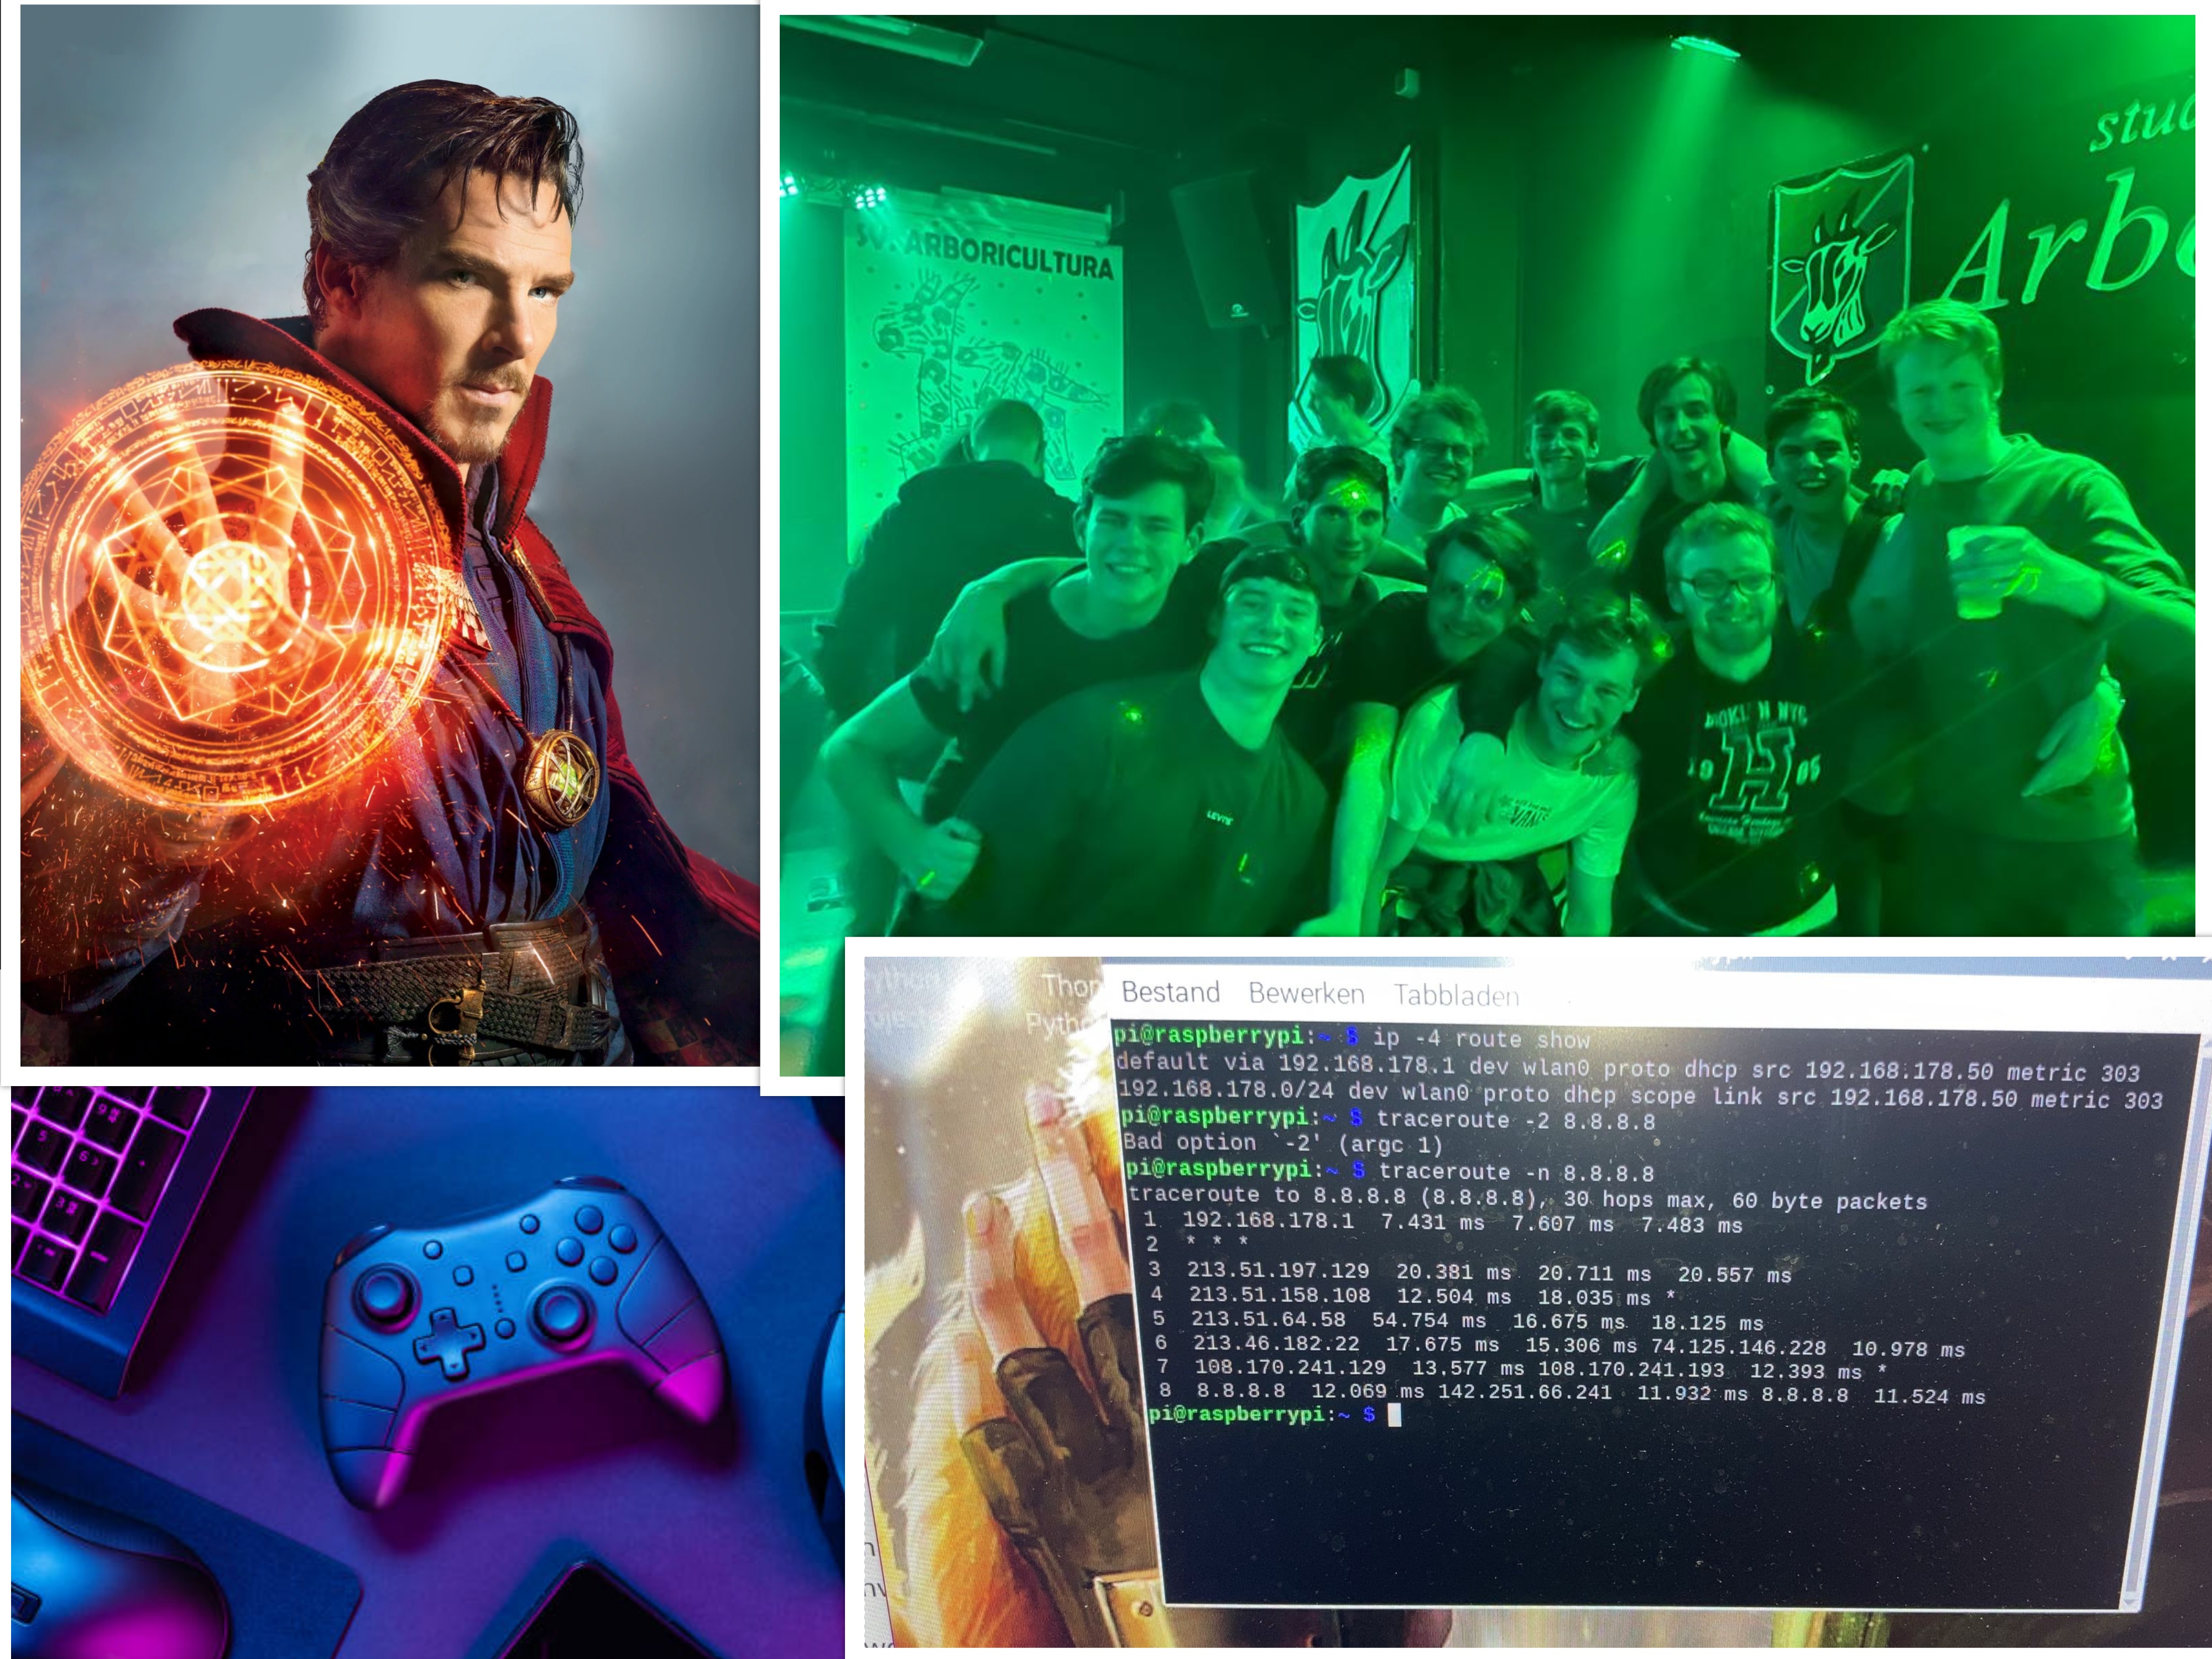 stud
Arbo
ARBORICULTURA
LEVI'S
VANS
H
19 05
Bestand Bewerken Tabbladen
pi@raspberrypi:~ $ ip -4 route show
default via 192.168.178.1 dev wlan0 proto dhcp src 192.168.178.50 metric 303
192.168.178.0/24 dev wlan0 proto dhcp scope link src 192.168.178.50 metric 303
pi@raspberrypi:~ $ traceroute -2 8.8.8.8
Bad option `-2' (argc 1)
pi@raspberrypi:~ $ traceroute -n 8.8.8.8
traceroute to 8.8.8.8 (8.8.8.8), 30 hops max, 60 byte packets
1 192.168.178.1 7.431 ms 7.607 ms 7.483 ms
2 * * *
3 213.51.197.129 20.381 ms 20.711 ms 20.557 ms
4 213.51.158.108 12.504 ms 18.035 ms *
5 213.51.64.58 54.754 ms 16.675 ms 18.125 ms
6 213.46.182.22 17.675 ms 15.306 ms 74.125.146.228 10.978 ms
7 108.170.241.129 13.577 ms 108.170.241.193 12.393 ms *
8 8.8.8.8 12.069 ms 142.251.66.241 11.932 ms 8.8.8.8 11.524 ms
pi@raspberrypi:~ $